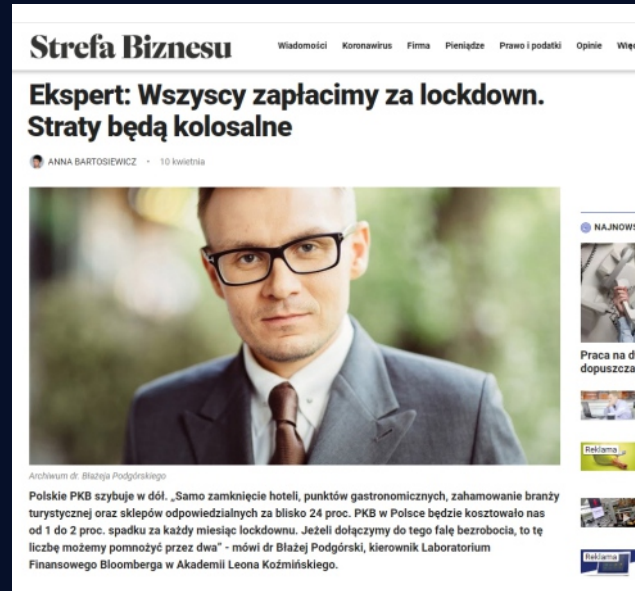 Strefa Biznesu
Wiadomości Koronawirus Firma Pieniądze Prawo i podatki Opinie
Ekspert: Wszyscy zapłacimy za lockdown.
Straty będą kolosalne
ANNA BARTOSIEWICZ • 10 kwietnia
Archiwum dr. Błażeja Podgórskiego
Polskie PKB szybuje w dół. „Samo zamknięcie hoteli, punktów gastronomicznych, zahamowanie branży
turystycznej oraz sklepów odpowiedzialnych za blisko 24 proc. PKB w Polsce będzie kosztowało nas
od 1 do 2 proc. spadku za każdy miesiąc lockdownu. Jeżeli dołączymy do tego falę bezrobocia, to tę
liczbę możemy pomnożyć przez dwa” - mówi dr Błażej Podgórski, kierownik Laboratorium
Finansowego Bloomberga w Akademii Leona Koźmińskiego.
Praca na d
dopuszcza
Reklama
Reklama